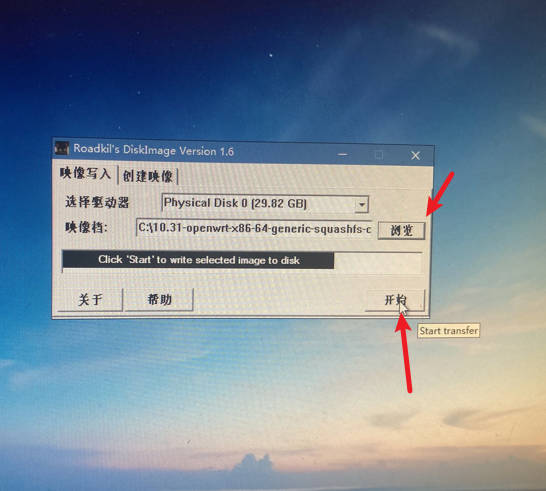 Roadkil's DiskImage Version 1.6
映像写入 创建映像
选择驱动器 Physical Disk 0 (29.82 GB)
映像档: C:\10.31-openwrt-x86-64-generic-squashfs-c 浏览
Click 'Start' to write selected image to disk
关于 帮助 开始
Start transfer